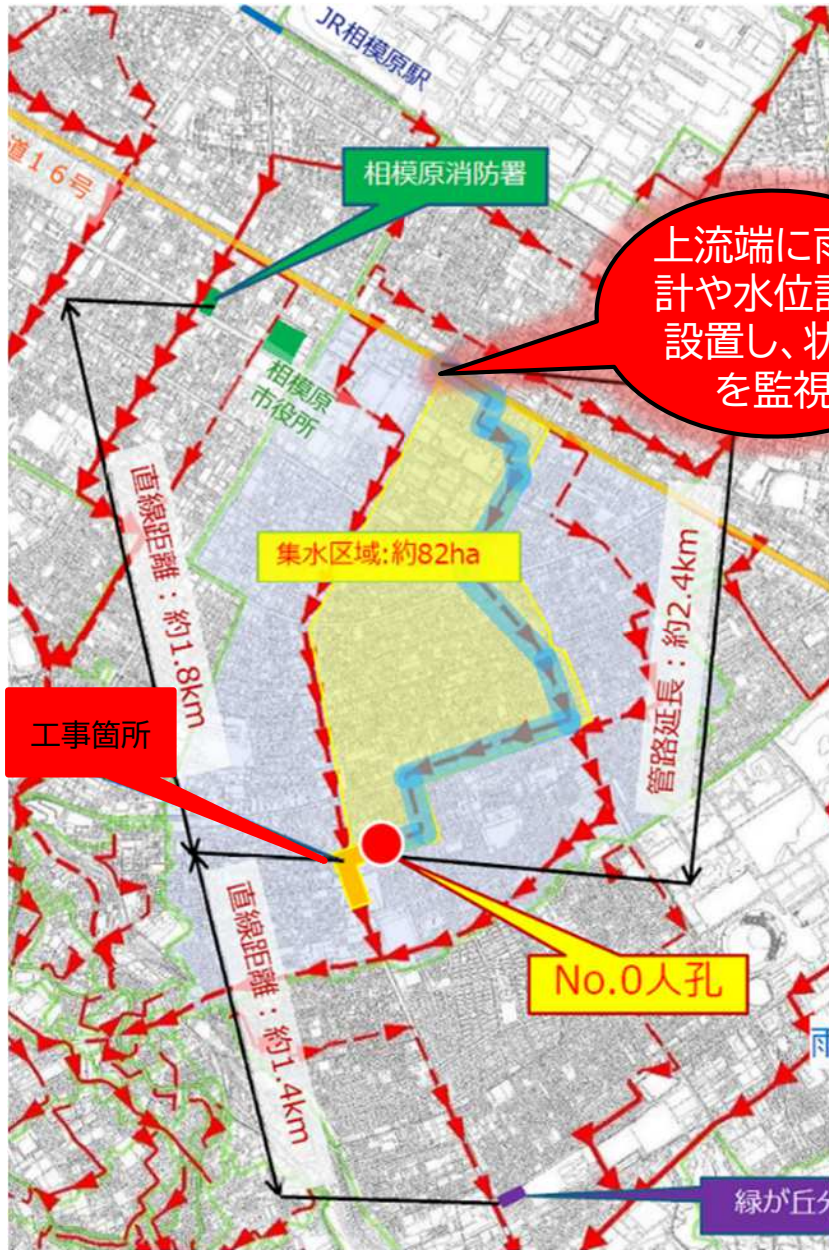 JR相模原駅
道16号
相模原消防署
上流端に雨
計や水位計
設置し、状
を監視
相模原
市役所
直線距離：約1.8km
集水区域:約82ha
管路延長：約2.4km
工事箇所
直線距離：約1.4km
No.0人孔
雨
緑が丘分